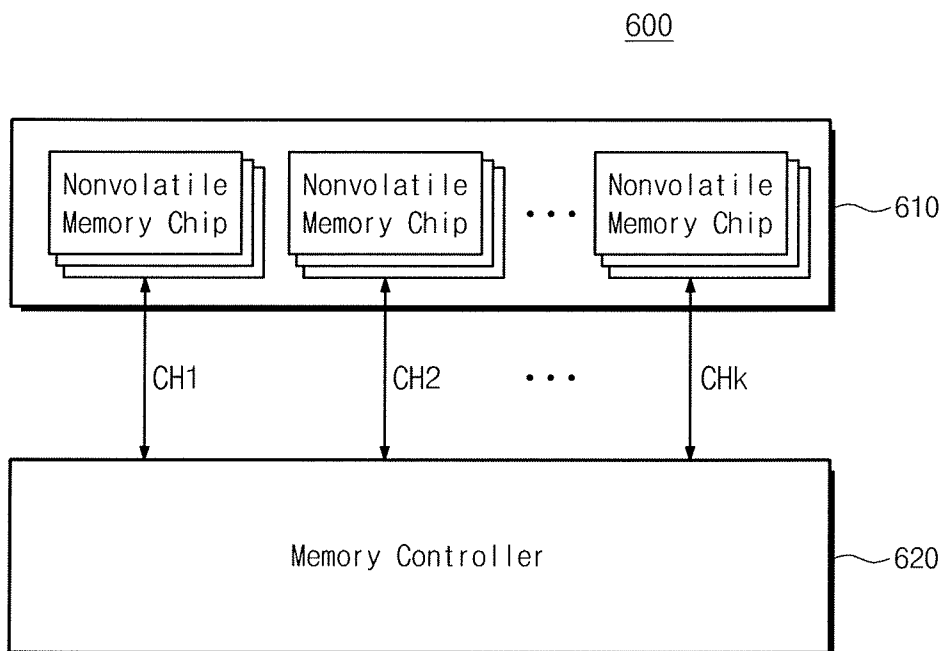 600
Nonvolatile Memory Chip
Nonvolatile Memory Chip
...
Nonvolatile Memory Chip
610
CH1
CH2
...
CHk
Memory Controller
620